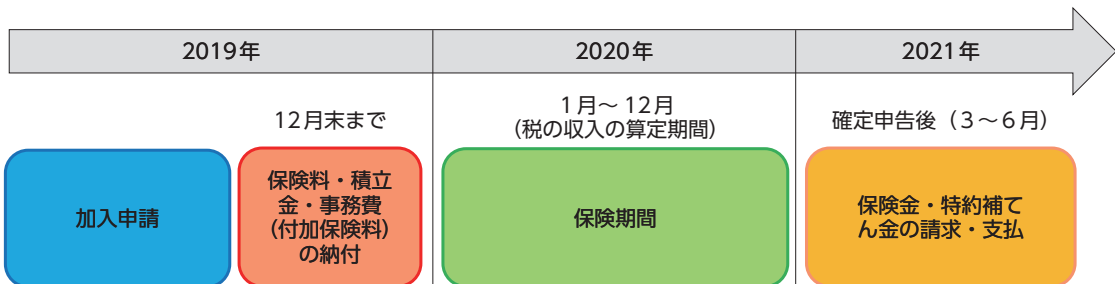 2019年
2020年
2021年
12月末まで
1月～12月
(税の収入の算定期間)
確定申告後（3～6月）
加入申請
保険料・積立
金・事務費
(付加保険料)
の納付
保険期間
保険金・特約補て
ん金の請求・支払